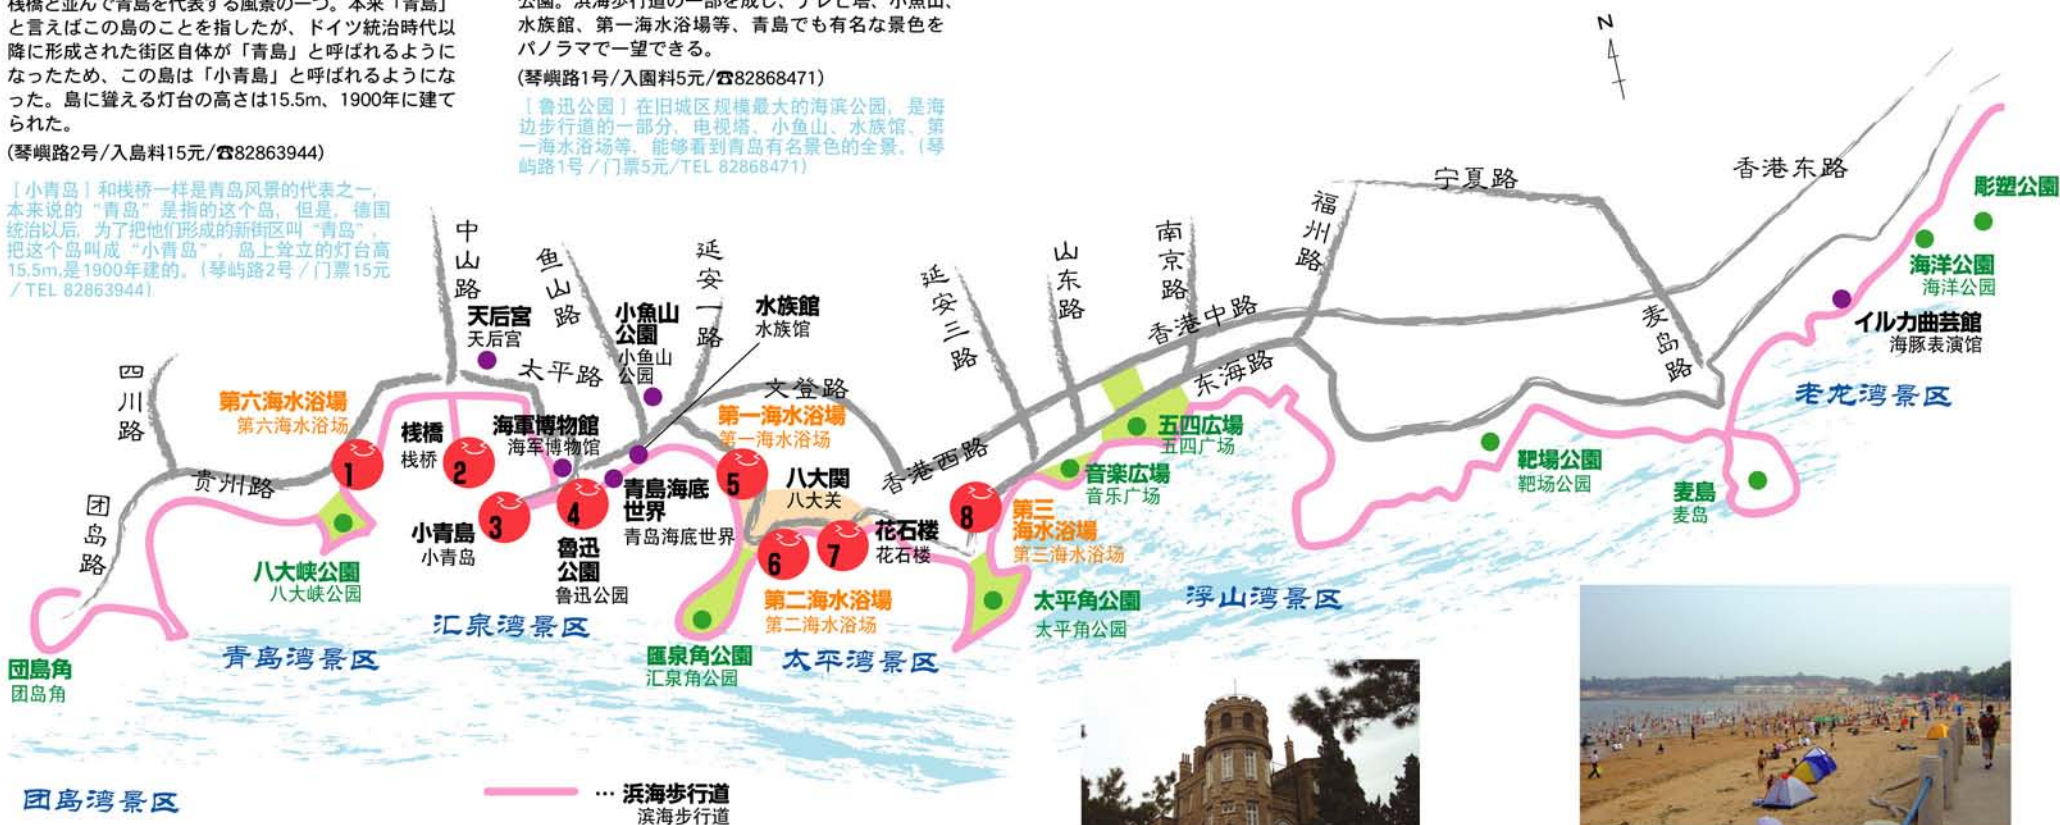 桟橋と並んで青島を代表する風景の一つ。本来「青島」
と言えばこの島のことを指したが、ドイツ統治時代以
降に形成された街区自体が「青島」と呼ばれるように
なったため、この島は「小青島」と呼ばれるようにな
った。島に聳える灯台の高さは15.5m、1900年に建て
られた。
(琴嶼路2号/入島料15元/☎82863944)
[小青岛] 和栈桥一样是青岛风景的代表之一,
本来说的“青岛”是指的这个岛, 但是, 德国
统治以后, 为了把他们形成的新街区叫“青岛”,
把这个岛叫成“小青岛”, 岛上耸立的灯台高
15.5m,是1900年建的。(琴屿路2号/门票15元
/TEL 82863944)
公園。浜海歩行道の一部を成し、テレビ塔、小魚山、
水族館、第一海水浴場等、青島でも有名な景色を
パノラマで一望できる。
(琴嶼路1号/入園料5元/☎82868471)
[鲁迅公园] 在旧城区规模最大的海滨公园, 是海
边步行道的一部分, 电视塔、小鱼山、水族馆、第
一海水浴场等, 能够看到青岛有名景色的全景。(琴
屿路1号/门票5元/TEL 82868471)
N
宁夏路
香港东路
彫塑公園
福州路
海洋公園
海洋公园
イルカ曲芸館
海豚表演馆
麦岛路
老龙湾景区
中山路
鱼山路
延安一路
延安三路
山东路
南京路
香港中路
东海路
天后宮
天后宫
小魚山
公園
小鱼山
公园
水族館
水族馆
太平路
文登路
四川路
第六海水浴場
第六海水浴场
桟橋
栈桥
海軍博物館
海军博物馆
第一海水浴場
第一海水浴场
五四広場
五四广场
音楽広場
音乐广场
靶場公園
靶场公园
麦島
麦岛
贵州路
香港西路
八大関
八大关
1
2
3
4
5
6
7
8
团岛路
小青島
小青岛
青島海底
世界
青岛海底世界
花石楼
花石楼
第三
海水浴場
第三海水浴场
魯迅
公園
鲁迅公园
八大峡公園
八大峡公园
第二海水浴場
第二海水浴场
太平角公園
太平角公园
浮山湾景区
汇泉湾景区
青岛湾景区
匯泉角公園
汇泉角公园
太平湾景区
団島角
团岛角
团岛湾景区
… 浜海歩行道
滨海步行道